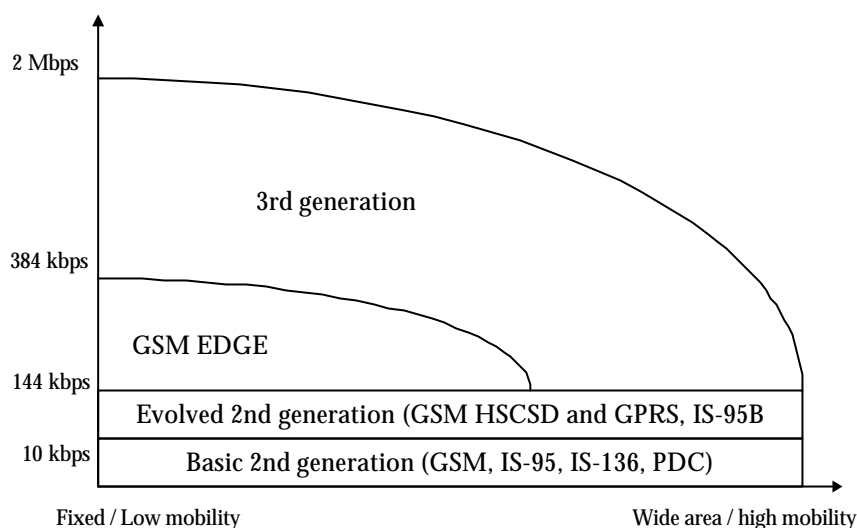 2 Mbps
3rd generation
384 kbps
GSM EDGE
144 kbps
Evolved 2nd generation (GSM HSCSD and GPRS, IS-95B
10 kbps
Basic 2nd generation (GSM, IS-95, IS-136, PDC)
Fixed / Low mobility
Wide area / high mobility